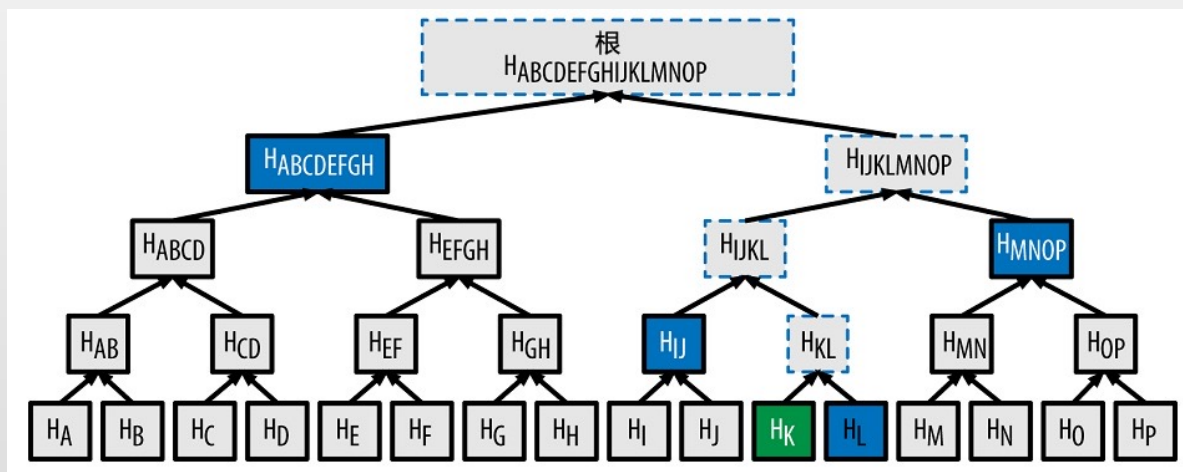 根
HABCDEFGHIJKLMNOP
HABCDEFGH
HIJKLMNOP
HABCD
HEFGH
HIJKL
HMNOP
HAB
HCD
HEF
HGH
HIJ
HKL
HMN
HOP
HA
HB
HC
HD
HE
HF
HG
HH
HI
HJ
HK
HL
HM
HN
HO
HP